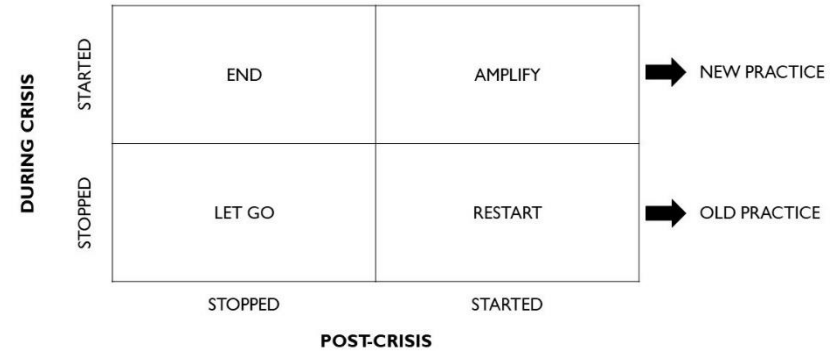 DURING CRISIS
STARTED
END
AMPLIFY
NEW PRACTICE
STOPPED
LET GO
RESTART
OLD PRACTICE
STOPPED
STARTED
POST-CRISIS